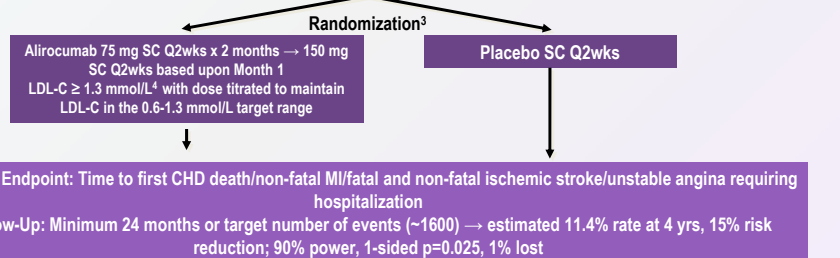 Randomization³
Alirocumab 75 mg SC Q2wks x 2 months → 150 mg
SC Q2wks based upon Month 1
LDL-C ≥ 1.3 mmol/L⁴ with dose titrated to maintain
LDL-C in the 0.6-1.3 mmol/L target range
Placebo SC Q2wks
Endpoint: Time to first CHD death/non-fatal MI/fatal and non-fatal ischemic stroke/unstable angina requiring
hospitalization
ow-Up: Minimum 24 months or target number of events (~1600) → estimated 11.4% rate at 4 yrs, 15% risk
reduction; 90% power, 1-sided p=0.025, 1% lost